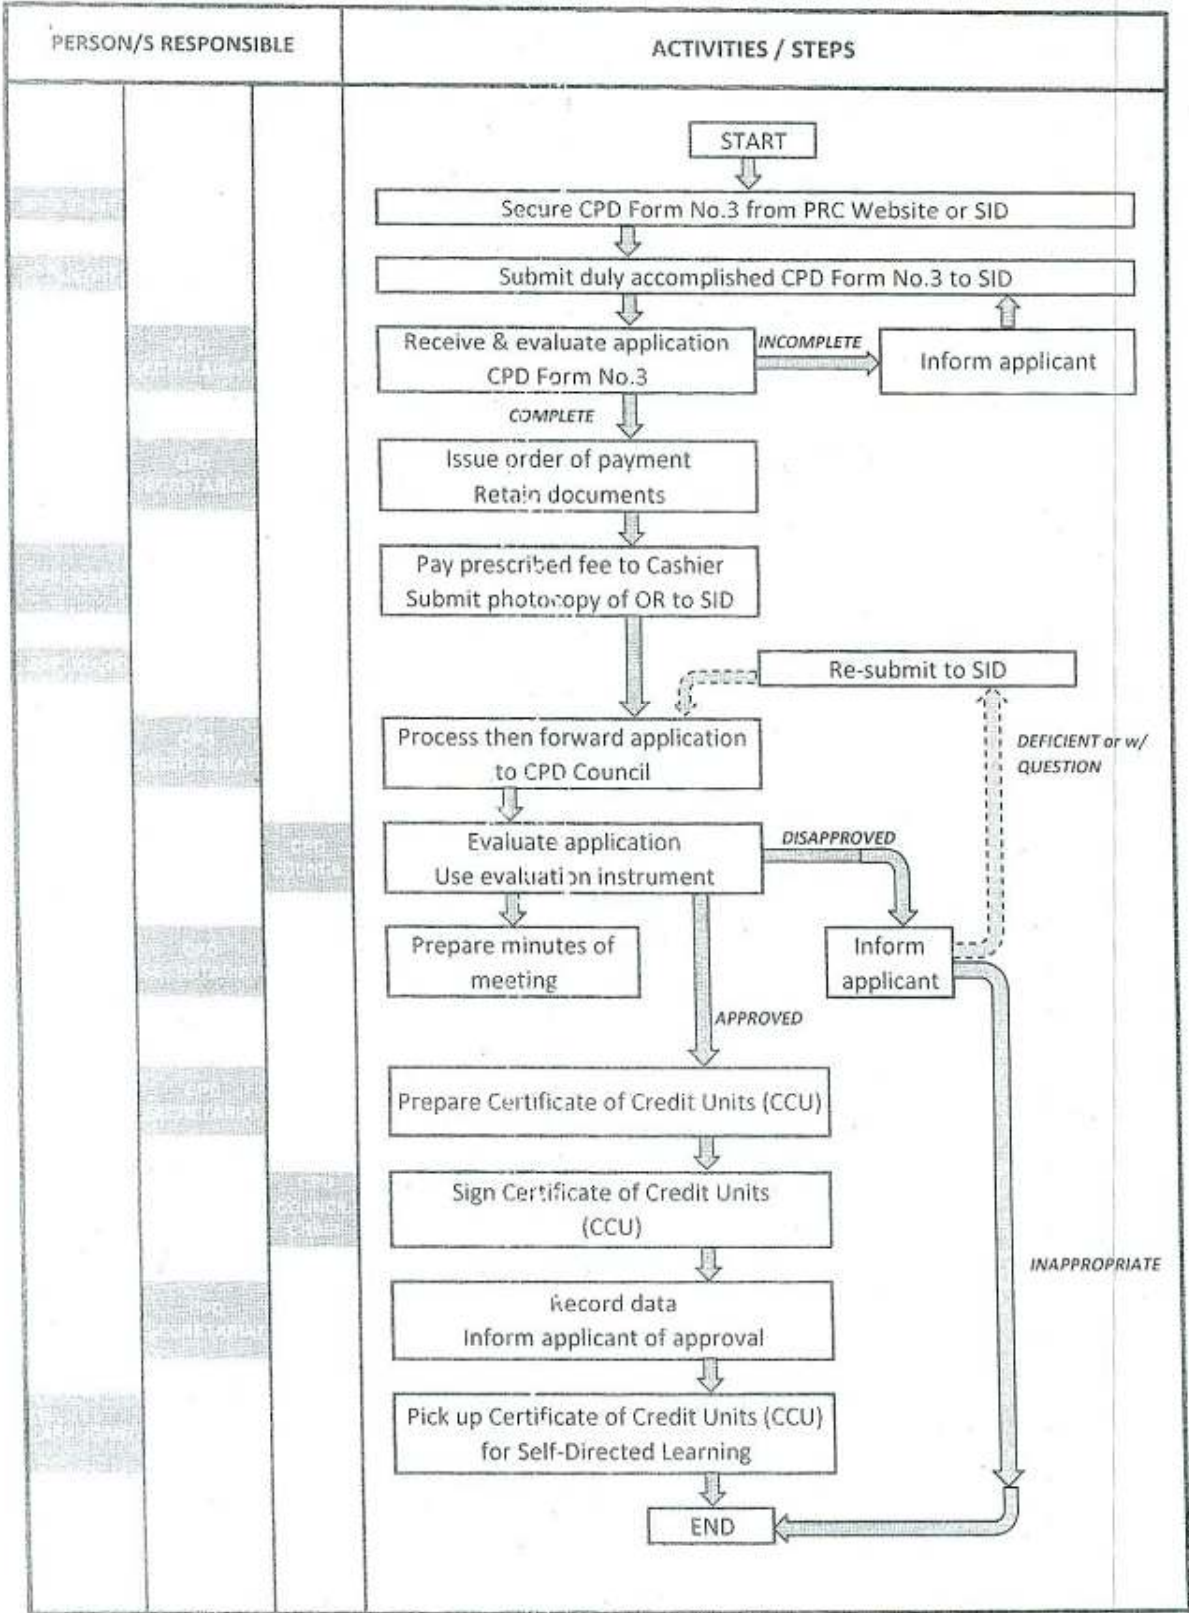 PERSON/S RESPONSIBLE
ACTIVITIES / STEPS
START
Secure CPD Form No.3 from PRC Website or SID
Submit duly accomplished CPD Form No.3 to SID
Receive & evaluate application
CPD Form No.3
INCOMPLETE
Inform applicant
COMPLETE
Issue order of payment
Retain documents
Pay prescribed fee to Cashier
Submit photocopy of OR to SID
Re-submit to SID
Process then forward application
to CPD Council
DEFICIENT or w/
QUESTION
Evaluate application
Use evaluation instrument
DISAPPROVED
Prepare minutes of
meeting
Inform
applicant
APPROVED
Prepare Certificate of Credit Units (CCU)
Sign Certificate of Credit Units
(CCU)
INAPPROPRIATE
Record data
Inform applicant of approval
Pick up Certificate of Credit Units (CCU)
for Self-Directed Learning
END